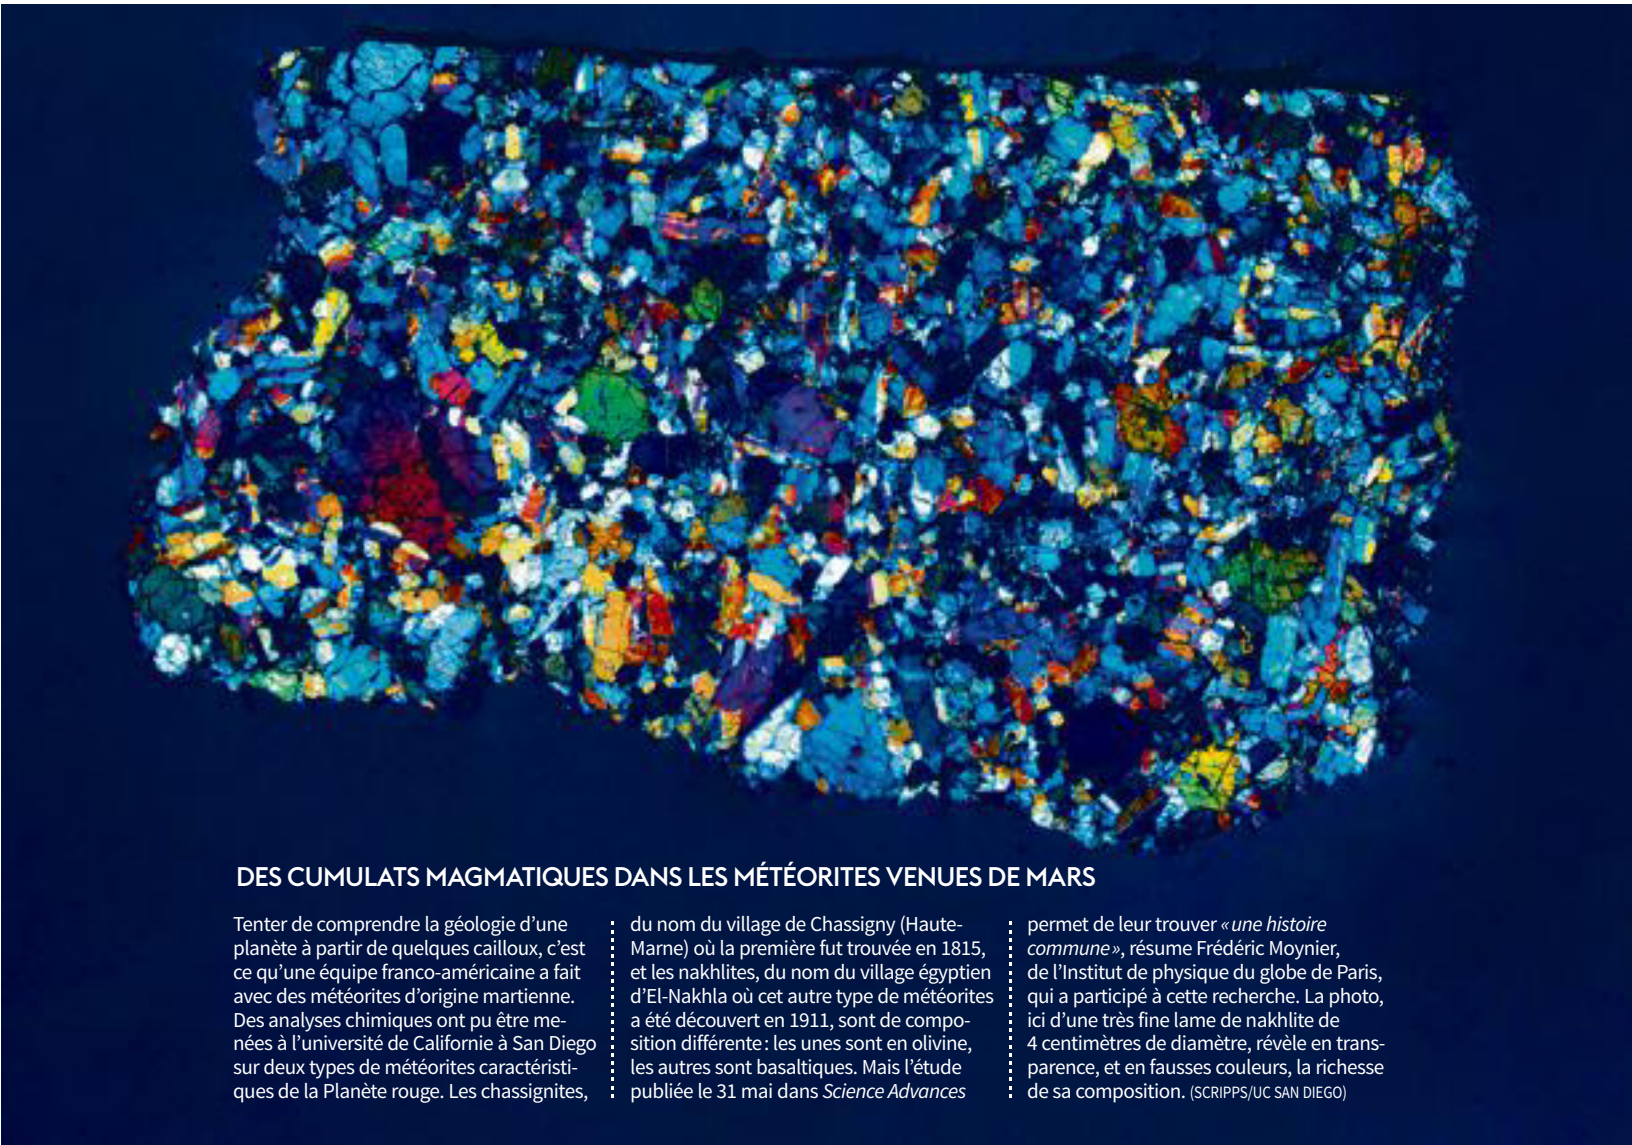 DES CUMULATS MAGMATIQUES DANS LES MÉTÉORITES VENUES DE MARS
Tenter de comprendre la géologie d’une
planète à partir de quelques cailloux, c’est
ce qu’une équipe franco-américaine a fait
avec des météorites d’origine martienne.
Des analyses chimiques ont pu être me-
nées à l’université de Californie à San Diego
sur deux types de météorites caractéristi-
ques de la Planète rouge. Les chassignites,
du nom du village de Chassigny (Haute-
Marne) où la première fut trouvée en 1815,
et les nakhlites, du nom du village égyptien
d’El-Nakhla où cet autre type de météorites
a été découvert en 1911, sont de compo-
sition différente : les unes sont en olivine,
les autres sont basaltiques. Mais l’étude
publiée le 31 mai dans Science Advances
permet de leur trouver « une histoire
commune », résume Frédéric Moynier,
de l’Institut de physique du globe de Paris,
qui a participé à cette recherche. La photo,
ici d’une très fine lame de nakhlite de
4 centimètres de diamètre, révèle en trans-
parence, et en fausses couleurs, la richesse
de sa composition. (SCRIPPS/UC SAN DIEGO)